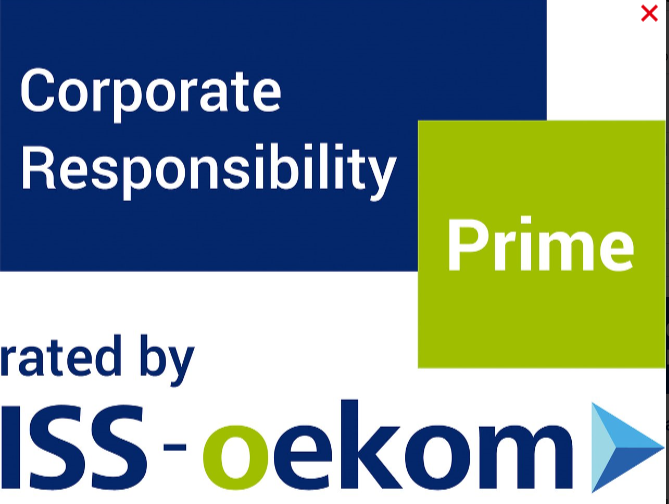 Corporate
Responsibility
Prime
rated by
ISS-oekom